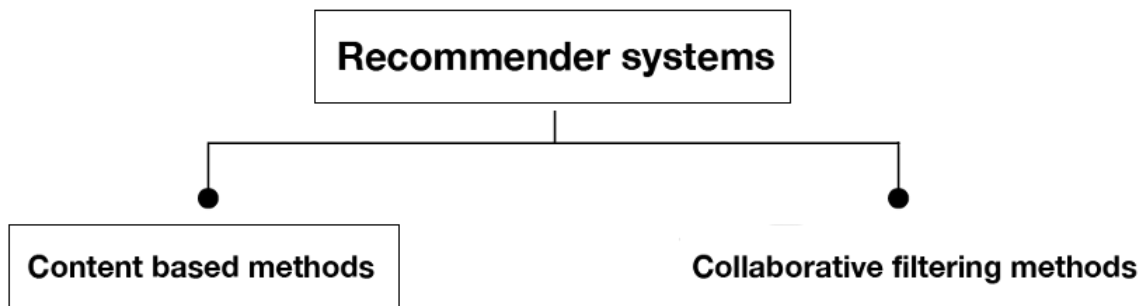 Recommender systems
Content based methods
Collaborative filtering methods